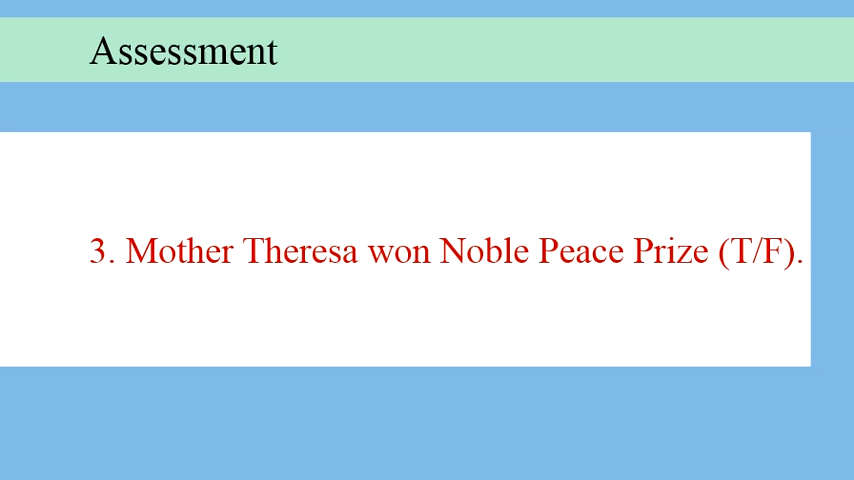 Assessment
3. Mother Theresa won Noble Peace Prize (T/F).